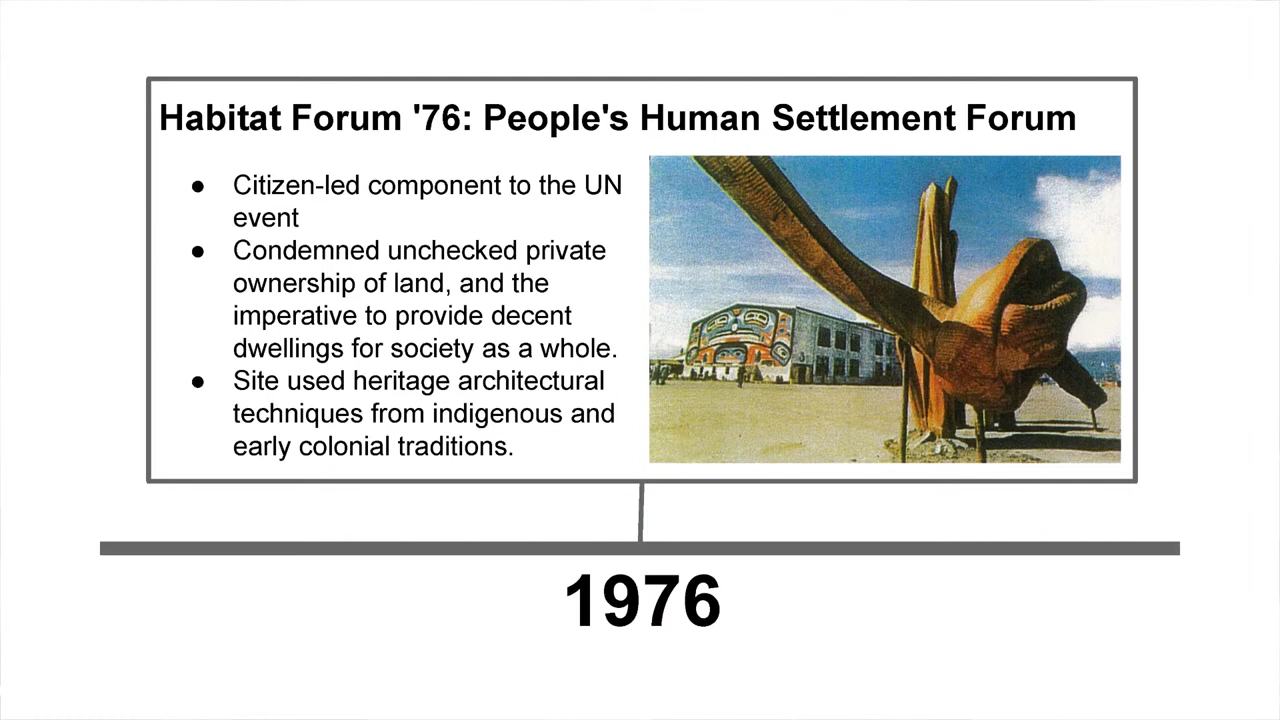 Habitat Forum '76: People's Human Settlement Forum
● Citizen-led component to the UN
event
● Condemned unchecked private
ownership of land, and the
imperative to provide decent
dwellings for society as a whole.
● Site used heritage architectural
techniques from indigenous and
early colonial traditions.
1976